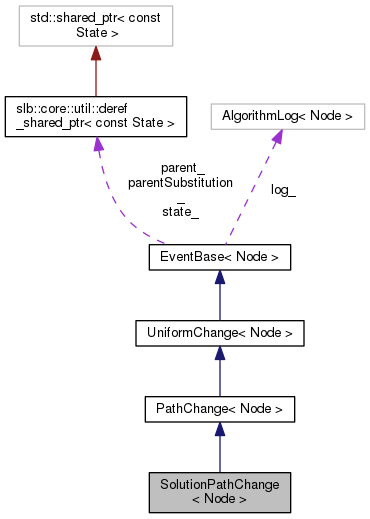 std::shared_ptr< const
State >
slb::core::util::deref
_shared_ptr< const State >
AlgorithmLog< Node >
parent_
parentSubstitution
_
state_
log_
EventBase< Node >
UniformChange< Node >
PathChange< Node >
SolutionPathChange
< Node >